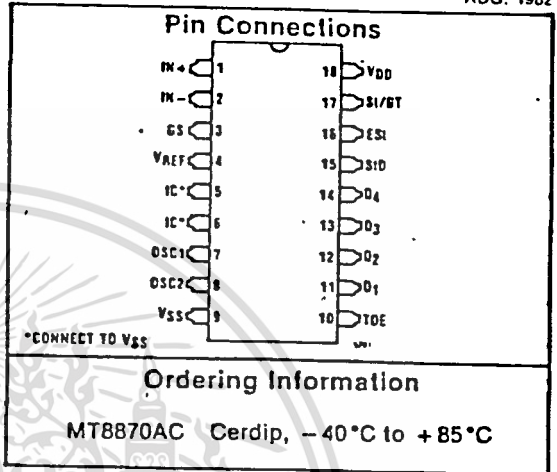 AUG. 1982
Pin Connections
IN+ 1
IN- 2
GS 3
VREF 4
IC* 5
IC* 6
OSC1 7
OSC2 8
VSS 9
18 VDD
17 St/GT
16 ESt
15 StD
14 Q4
13 Q3
12 Q2
11 Q1
10 TOE
*CONNECT TO VSS
Ordering Information
MT8870AC Cerdip, −40°C to +85°C